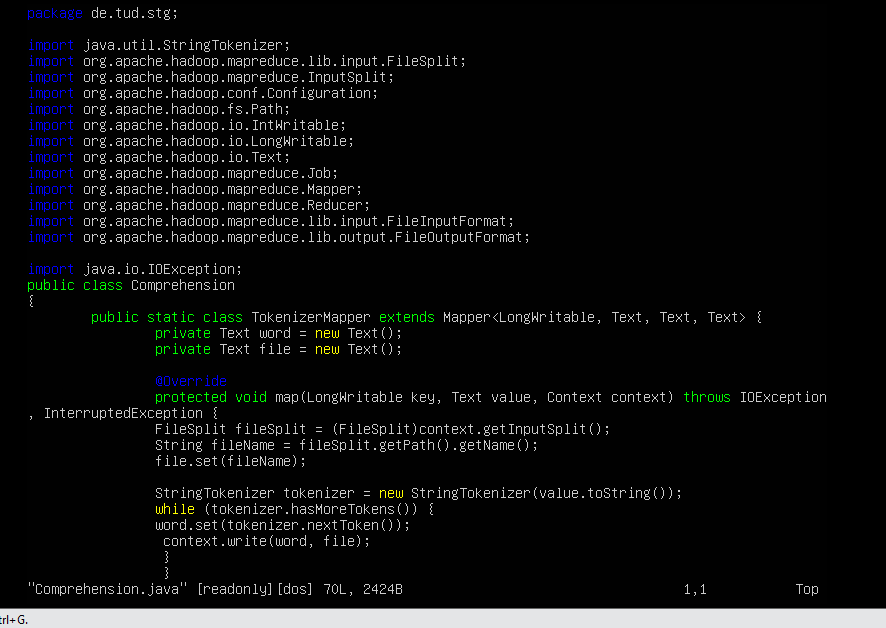 package de.tud.stg;
import java.util.StringTokenizer;
import org.apache.hadoop.mapreduce.lib.input.FileSplit;
import org.apache.hadoop.mapreduce.InputSplit;
import org.apache.hadoop.conf.Configuration;
import org.apache.hadoop.fs.Path;
import org.apache.hadoop.io.IntWritable;
import org.apache.hadoop.io.LongWritable;
import org.apache.hadoop.io.Text;
import org.apache.hadoop.mapreduce.Job;
import org.apache.hadoop.mapreduce.Mapper;
import org.apache.hadoop.mapreduce.Reducer;
import org.apache.hadoop.mapreduce.lib.input.FileInputFormat;
import org.apache.hadoop.mapreduce.lib.output.FileOutputFormat;
import java.io.IOException;
public class Comprehension
{
public static class TokenizerMapper extends Mapper<LongWritable, Text, Text, Text> {
private Text word = new Text();
private Text file = new Text();
@Override
protected void map(LongWritable key, Text value, Context context) throws IOException
, InterruptedException {
FileSplit fileSplit = (FileSplit)context.getInputSplit();
String fileName = fileSplit.getPath().getName();
file.set(fileName);
StringTokenizer tokenizer = new StringTokenizer(value.toString());
while (tokenizer.hasMoreTokens()) {
word.set(tokenizer.nextToken());
context.write(word, file);
}
}
"Comprehension.java" [readonly][dos] 70L, 2424B 1,1 Top
trl+G.